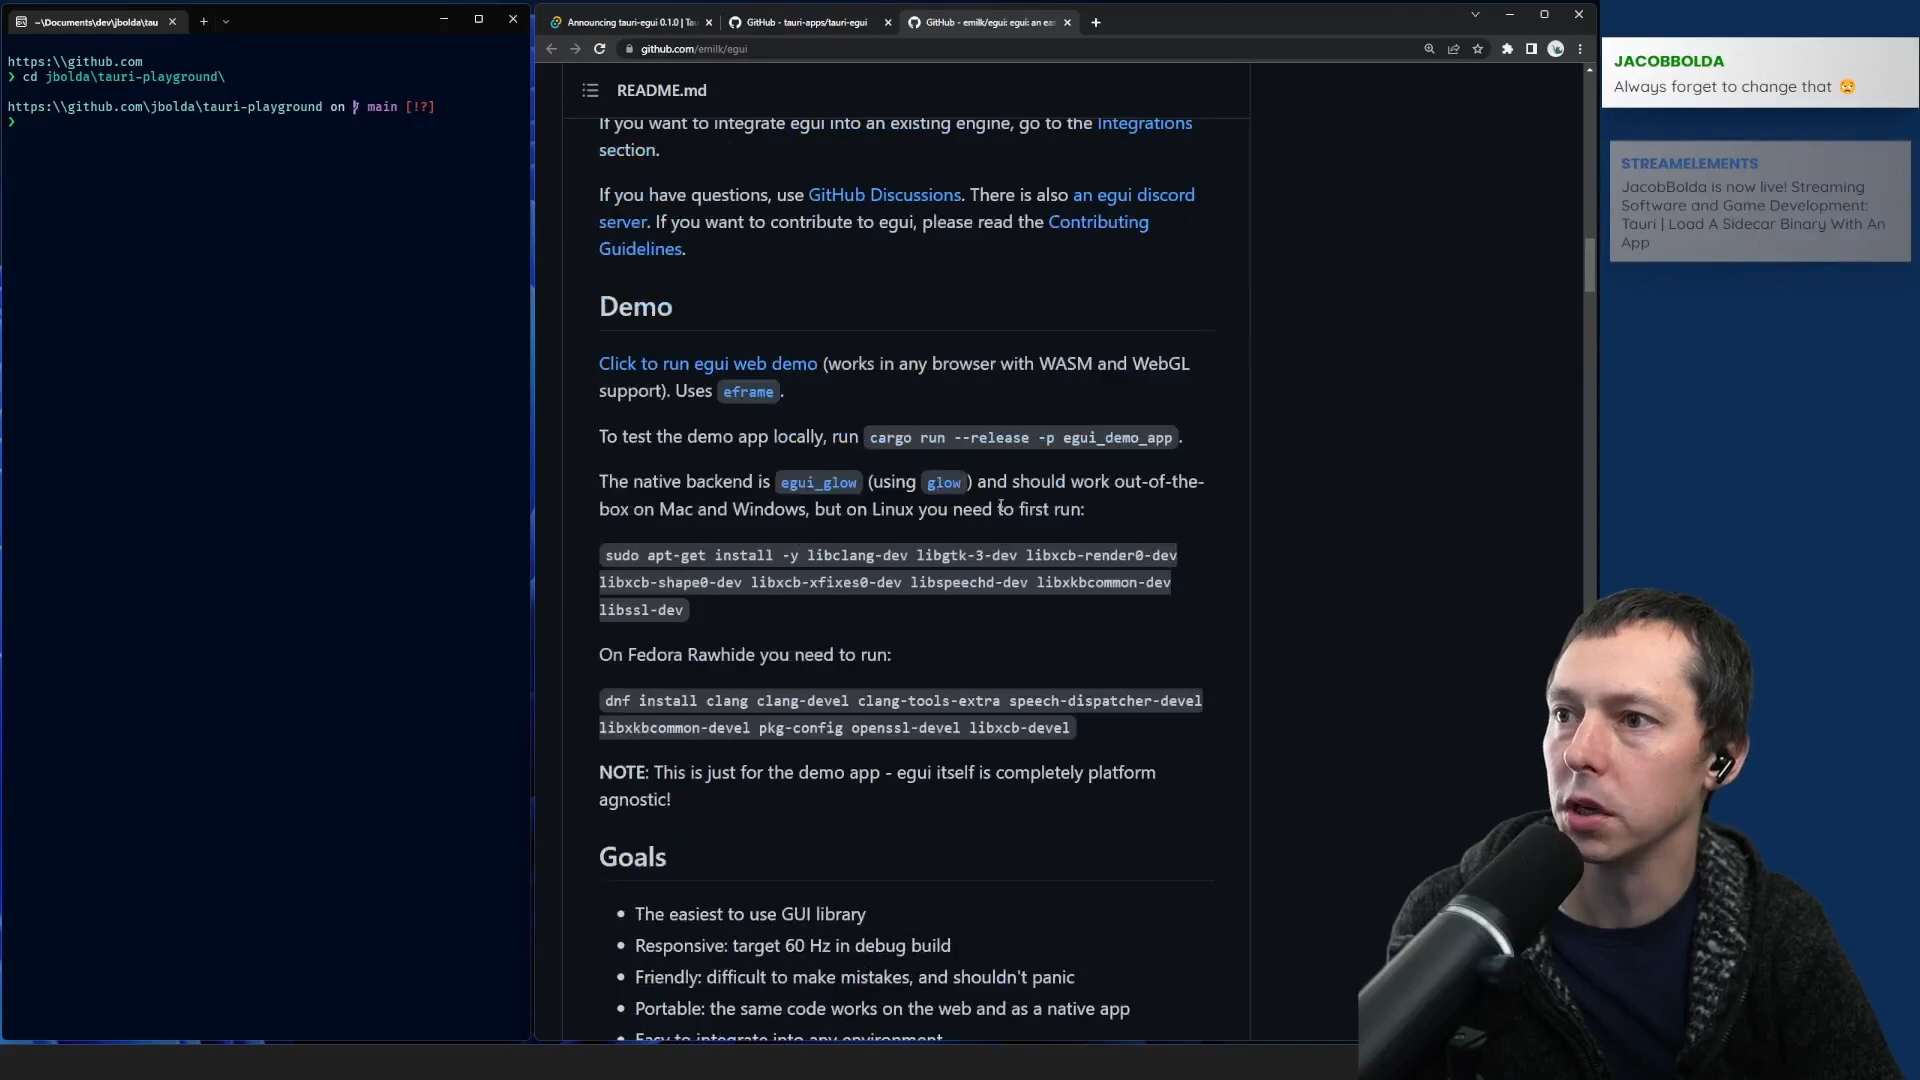 ~\Documents\dev\jbolda\tau
https:\\github.com
❯ cd jbolda\tauri-playground\
https:\\github.com\jbolda\tauri-playground on main [!?]
❯
Announcing tauri-egui 0.1.0 | Ta
GitHub - tauri-apps/tauri-egui
GitHub - emilk/egui: egui: an eas
github.com/emilk/egui
README.md
If you want to integrate egui into an existing engine, go to the Integrations
section.
If you have questions, use GitHub Discussions. There is also an egui discord
server. If you want to contribute to egui, please read the Contributing
Guidelines.
Demo
Click to run egui web demo (works in any browser with WASM and WebGL
support). Uses eframe.
To test the demo app locally, run cargo run --release -p egui_demo_app.
The native backend is egui_glow (using glow) and should work out-of-the-
box on Mac and Windows, but on Linux you need to first run:
sudo apt-get install -y libclang-dev libgtk-3-dev libxcb-render0-dev
libxcb-shape0-dev libxcb-xfixes0-dev libspeechd-dev libxkbcommon-dev
libssl-dev
On Fedora Rawhide you need to run:
dnf install clang clang-devel clang-tools-extra speech-dispatcher-devel
libxkbcommon-devel pkg-config openssl-devel libxcb-devel
NOTE: This is just for the demo app - egui itself is completely platform
agnostic!
Goals
• The easiest to use GUI library
• Responsive: target 60 Hz in debug build
• Friendly: difficult to make mistakes, and shouldn't panic
• Portable: the same code works on the web and as a native app
• Easy to integrate into any environment
JACOBBOLDA
Always forget to change that 😥
STREAMELEMENTS
JacobBolda is now live! Streaming
Software and Game Development:
Tauri | Load A Sidecar Binary With An
App